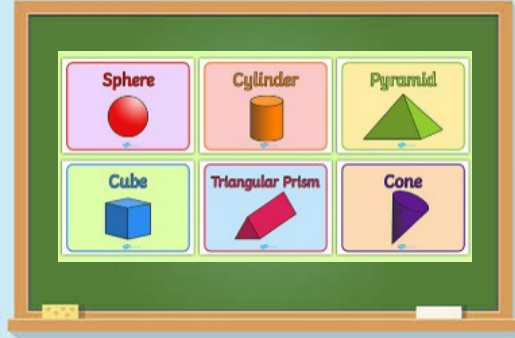 Sphere
Cylinder
Pyramid
Cube
Triangular Prism
Cone